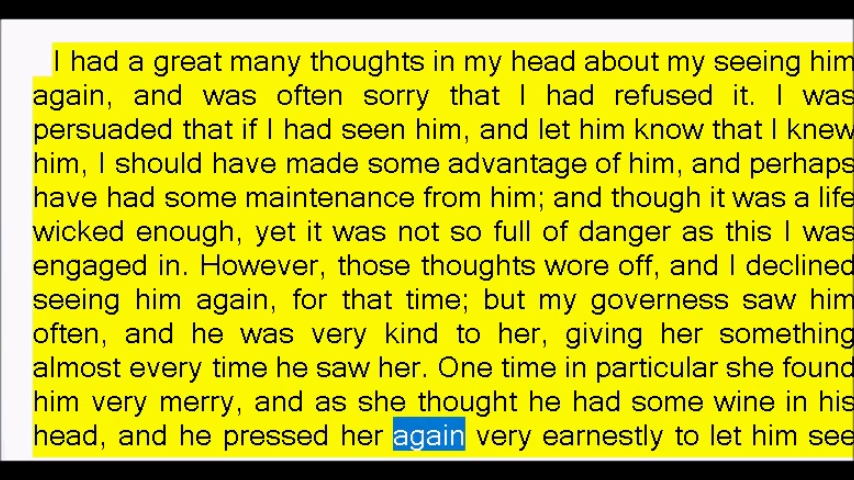 I had a great many thoughts in my head about my seeing him
again, and was often sorry that I had refused it. I was
persuaded that if I had seen him, and let him know that I knew
him, I should have made some advantage of him, and perhaps
have had some maintenance from him; and though it was a life
wicked enough, yet it was not so full of danger as this I was
engaged in. However, those thoughts wore off, and I declined
seeing him again, for that time; but my governess saw him
often, and he was very kind to her, giving her something
almost every time he saw her. One time in particular she found
him very merry, and as she thought he had some wine in his
head, and he pressed her again very earnestly to let him see